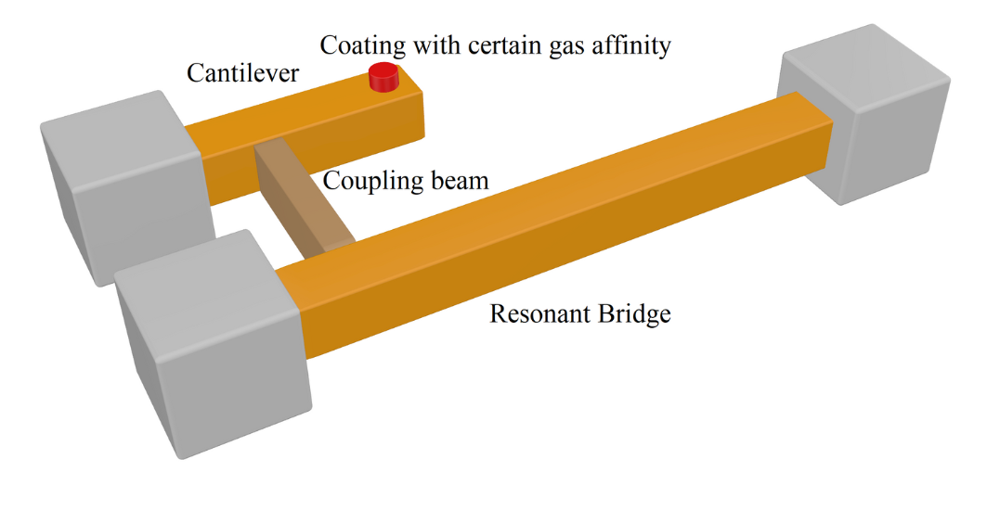 Coating with certain gas affinity
Cantilever
Coupling beam
Resonant Bridge